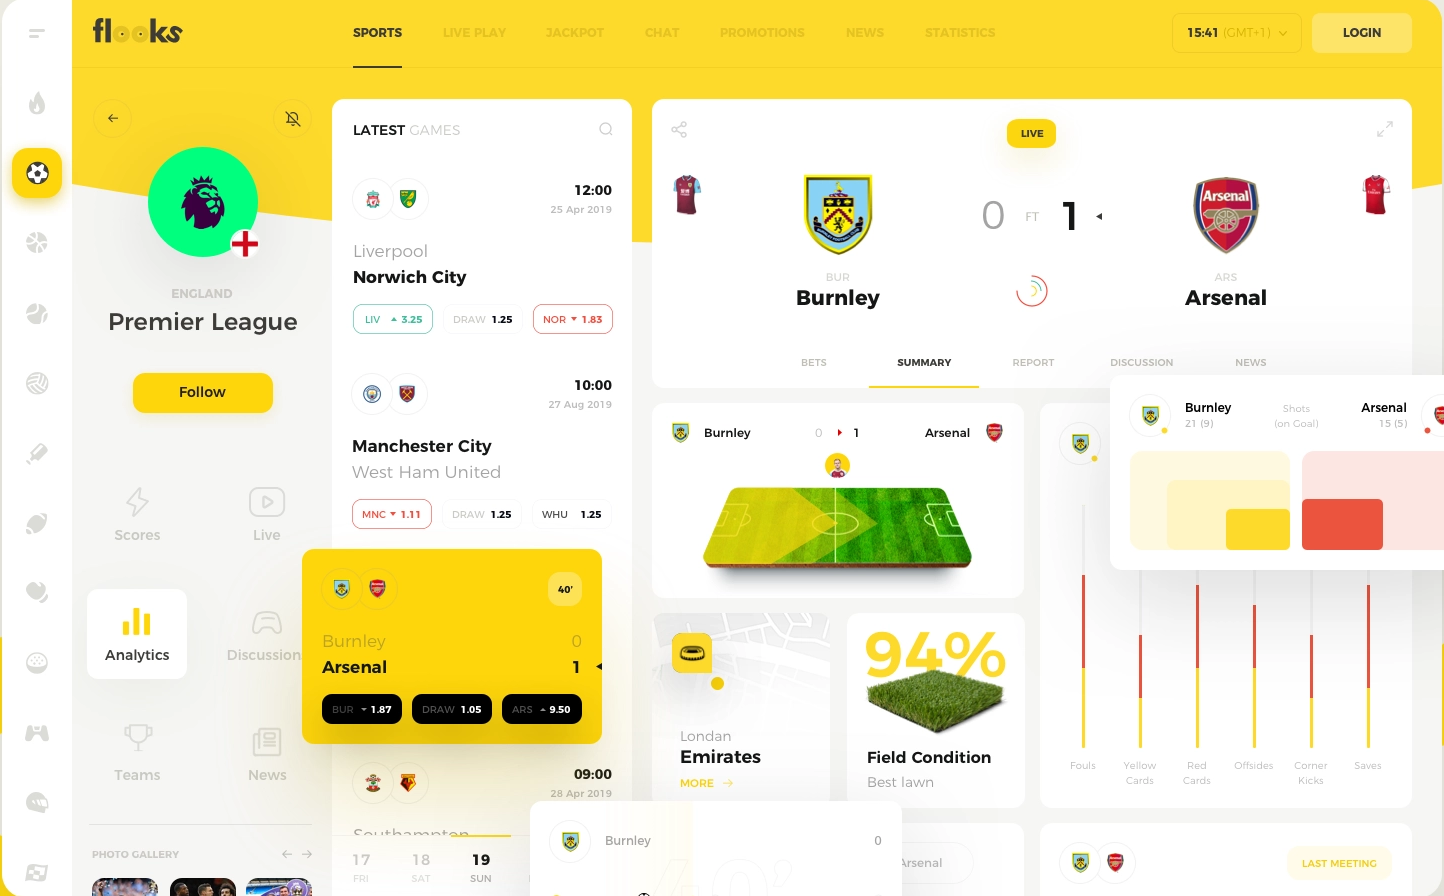 flooks
SPORTS
LIVE PLAY
JACKPOT
CHAT
PROMOTIONS
NEWS
STATISTICS
15:41 (GMT+1)
LOGIN
ENGLAND
Premier League
Follow
Scores
Live
Analytics
Discussion
Teams
News
PHOTO GALLERY
LATEST GAMES
12:00
25 Apr 2019
Liverpool
Norwich City
LIV 3.25
DRAW 1.25
NOR 1.83
10:00
27 Aug 2019
Manchester City
West Ham United
MNC 1.11
DRAW 1.25
WHU 1.25
40'
Burnley 0
Arsenal 1
BUR 1.87
DRAW 1.05
ARS 9.50
09:00
28 Apr 2019
Southampton
17 18 19
FRI SAT SUN
LIVE
Arsenal
0 FT 1
BUR
Burnley
ARS
Arsenal
BETS
SUMMARY
REPORT
DISCUSSION
NEWS
Burnley 0 1 Arsenal
Londan
Emirates
MORE
94%
Field Condition
Best lawn
Burnley
21 (9)
Shots
(on Goal)
Arsenal
15 (5)
Fouls
Yellow
Cards
Red
Cards
Offsides
Corner
Kicks
Saves
Burnley 0
40'
Arsenal
LAST MEETING